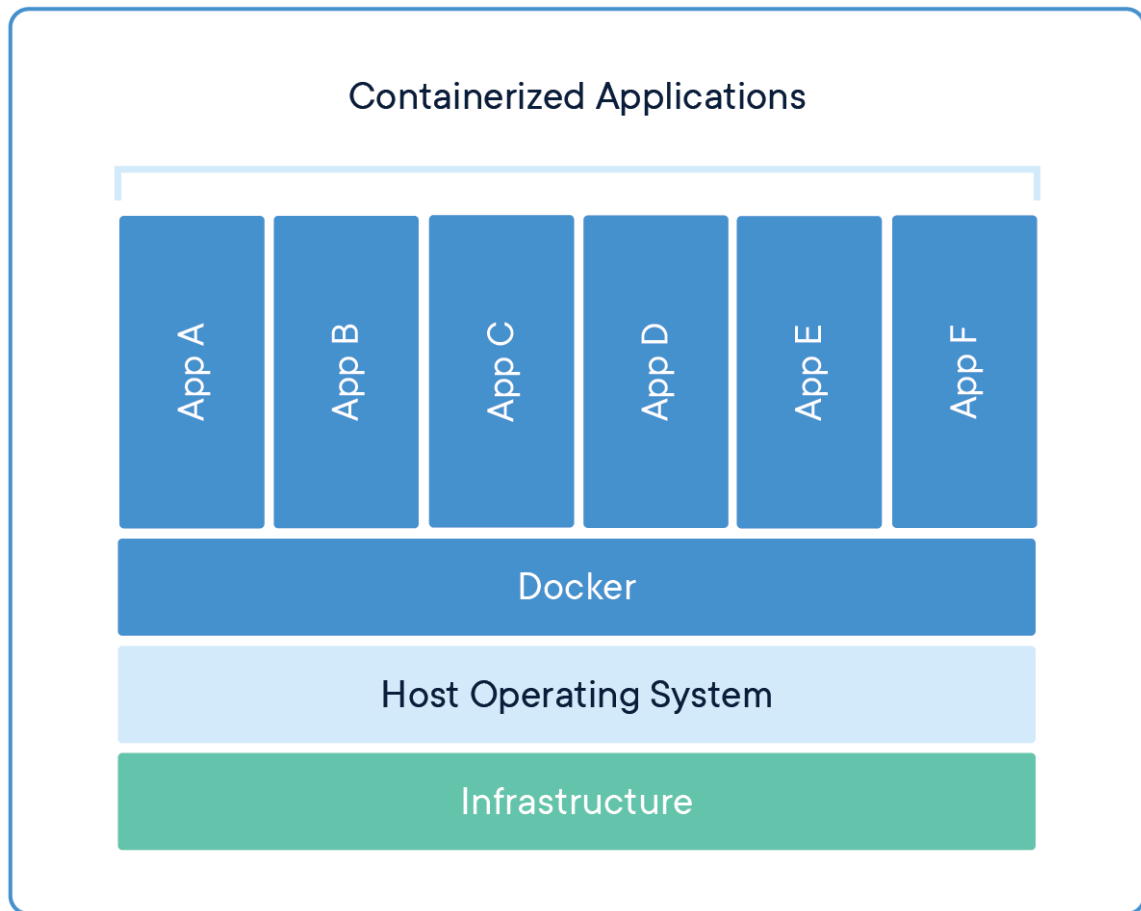 Containerized Applications
App A
App B
App C
App D
App E
App F
Docker
Host Operating System
Infrastructure